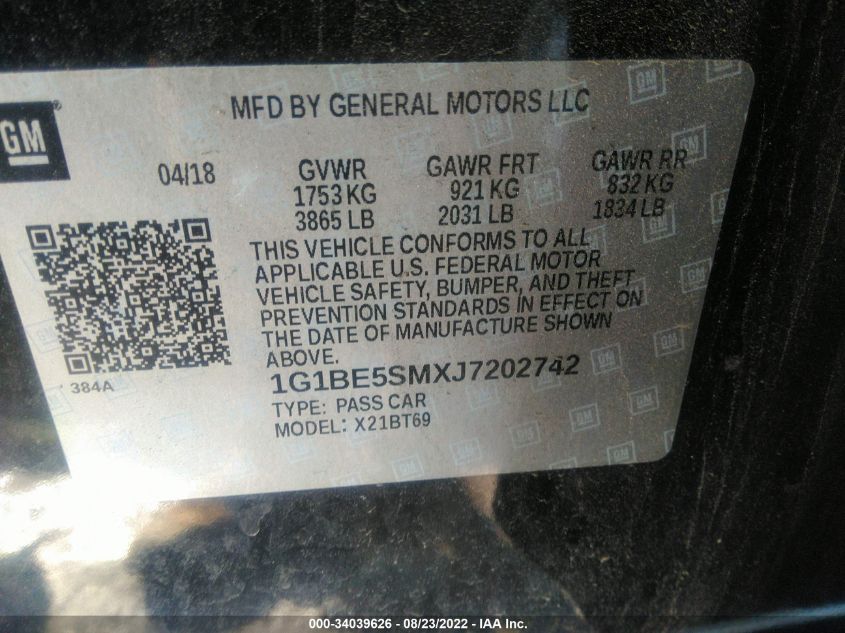 MFD BY GENERAL MOTORS LLC
GM
04/18
GVWR
1753 KG
3865 LB
GAWR FRT
921 KG
2031 LB
GAWR RR
832 KG
1834 LB
THIS VEHICLE CONFORMS TO ALL
APPLICABLE U.S. FEDERAL MOTOR
VEHICLE SAFETY, BUMPER, AND THEFT
PREVENTION STANDARDS IN EFFECT ON
THE DATE OF MANUFACTURE SHOWN
ABOVE.
384A
1G1BE5SMXJ7202742
TYPE: PASS CAR
MODEL: X21BT69
000-34039626 - 08/23/2022 - IAA Inc.